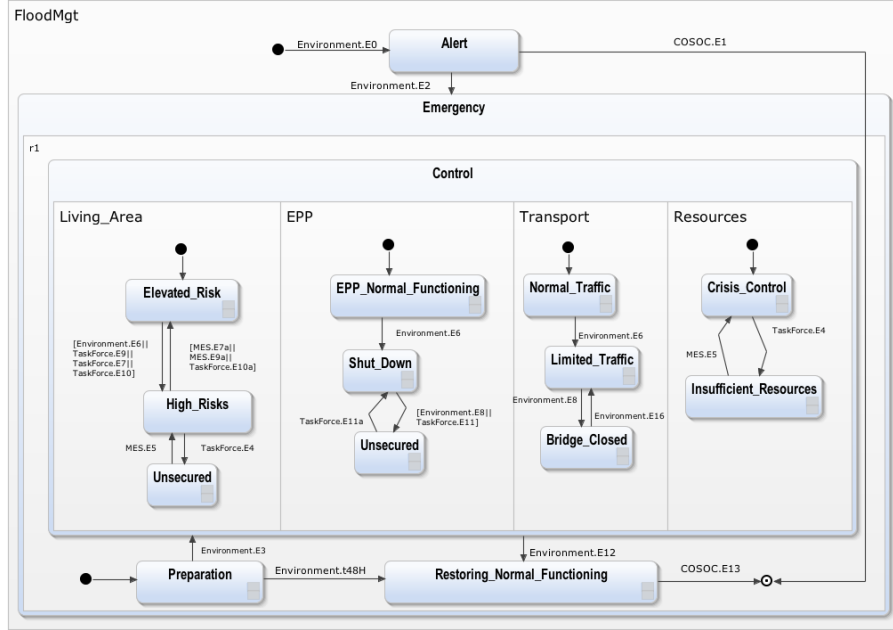 FloodMgt
Environment.E0
Alert
COSOC.E1
Environment.E2
Emergency
r1
Control
Living_Area
EPP
Transport
Resources
Elevated_Risk
EPP_Normal_Functioning
Normal_Traffic
Crisis_Control
[Environment.E6||
TaskForce.E9||
TaskForce.E7||
TaskForce.E10]
[MES.E7a||
MES.E9a||
TaskForce.E10a]
Environment.E6
Environment.E6
TaskForce.E4
MES.E5
Shut_Down
Limited_Traffic
Insufficient_Resources
High_Risks
TaskForce.E11a
[Environment.E8||
TaskForce.E11]
Environment.E8
Environment.E16
MES.E5
TaskForce.E4
Unsecured
Bridge_Closed
Unsecured
Environment.E3
Environment.E12
Preparation
Environment.t48H
Restoring_Normal_Functioning
COSOC.E13